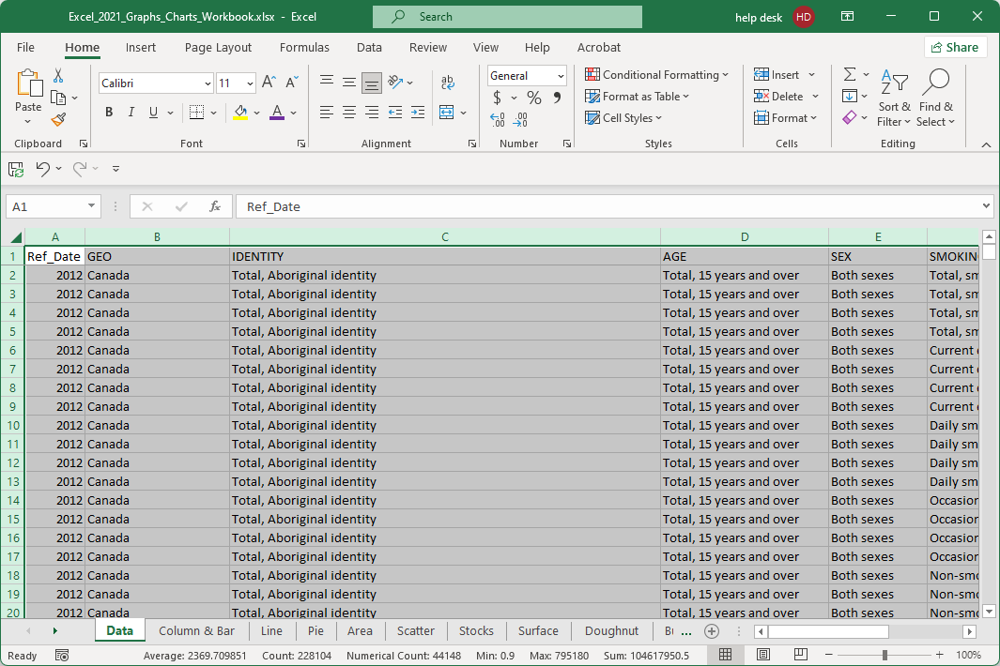 Excel_2021_Graphs_Charts_Workbook.xlsx - Excel Search help desk HD
File Home Insert Page Layout Formulas Data Review View Help Acrobat Share
Calibri 11 General Conditional Formatting Insert
Paste $ % Format as Table Delete Sort & Find &
B I U A Cell Styles Format Filter Select
Clipboard Font Alignment Number Styles Cells Editing
A1 fx Ref_Date
A B C D E
1 Ref_Date GEO IDENTITY AGE SEX SMOKIN
2 2012 Canada Total, Aboriginal identity Total, 15 years and over Both sexes Total, sm
3 2012 Canada Total, Aboriginal identity Total, 15 years and over Both sexes Total, sm
4 2012 Canada Total, Aboriginal identity Total, 15 years and over Both sexes Total, sm
5 2012 Canada Total, Aboriginal identity Total, 15 years and over Both sexes Total, sm
6 2012 Canada Total, Aboriginal identity Total, 15 years and over Both sexes Current
7 2012 Canada Total, Aboriginal identity Total, 15 years and over Both sexes Current
8 2012 Canada Total, Aboriginal identity Total, 15 years and over Both sexes Current
9 2012 Canada Total, Aboriginal identity Total, 15 years and over Both sexes Current
10 2012 Canada Total, Aboriginal identity Total, 15 years and over Both sexes Daily sm
11 2012 Canada Total, Aboriginal identity Total, 15 years and over Both sexes Daily sm
12 2012 Canada Total, Aboriginal identity Total, 15 years and over Both sexes Daily sm
13 2012 Canada Total, Aboriginal identity Total, 15 years and over Both sexes Daily sm
14 2012 Canada Total, Aboriginal identity Total, 15 years and over Both sexes Occasion
15 2012 Canada Total, Aboriginal identity Total, 15 years and over Both sexes Occasion
16 2012 Canada Total, Aboriginal identity Total, 15 years and over Both sexes Occasion
17 2012 Canada Total, Aboriginal identity Total, 15 years and over Both sexes Occasion
18 2012 Canada Total, Aboriginal identity Total, 15 years and over Both sexes Non-smo
19 2012 Canada Total, Aboriginal identity Total, 15 years and over Both sexes Non-smo
20 2012 Canada Total, Aboriginal identity Total, 15 years and over Both sexes Non-smo
Data Column & Bar Line Pie Area Scatter Stocks Surface Doughnut ...
Ready Average: 2369.709851 Count: 228104 Numerical Count: 44148 Min: 0.9 Max: 795180 Sum: 104617950.5 100%